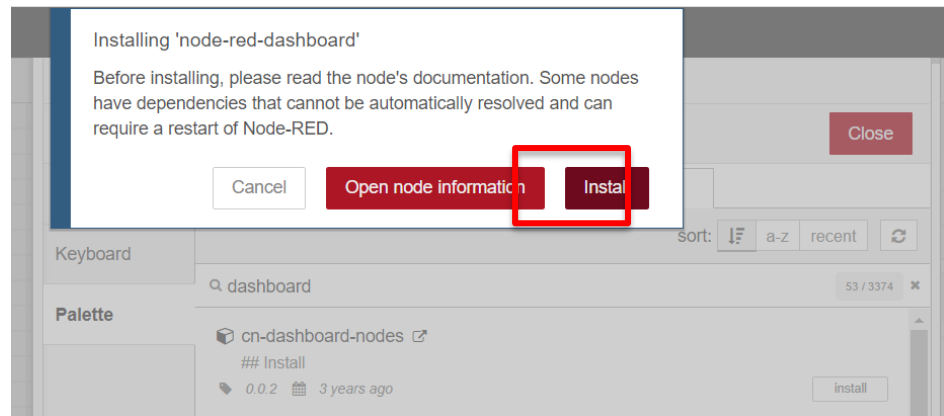 Installing 'node-red-dashboard'
Before installing, please read the node's documentation. Some nodes
have dependencies that cannot be automatically resolved and can
require a restart of Node-RED.
Close
Cancel Open node information Install
sort: a-z recent
Keyboard
dashboard 53 / 3374
Palette
cn-dashboard-nodes
## Install
0.0.2 3 years ago install